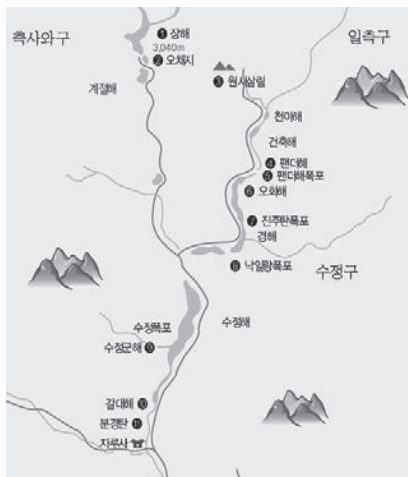 측사와구
일측구
❶ 장해
3,040m
❷ 오채지
❸ 원시삼림
계절해
천아해
건축해
❹ 팬더해
❺ 팬더해폭포
❻ 오화해
❼ 진주탄폭포
경해
❽ 낙일랑폭포
수정구
수정폭포
수정해
수정군해 ❾
갈대해 ❿
분경탄 ⓫
자루사